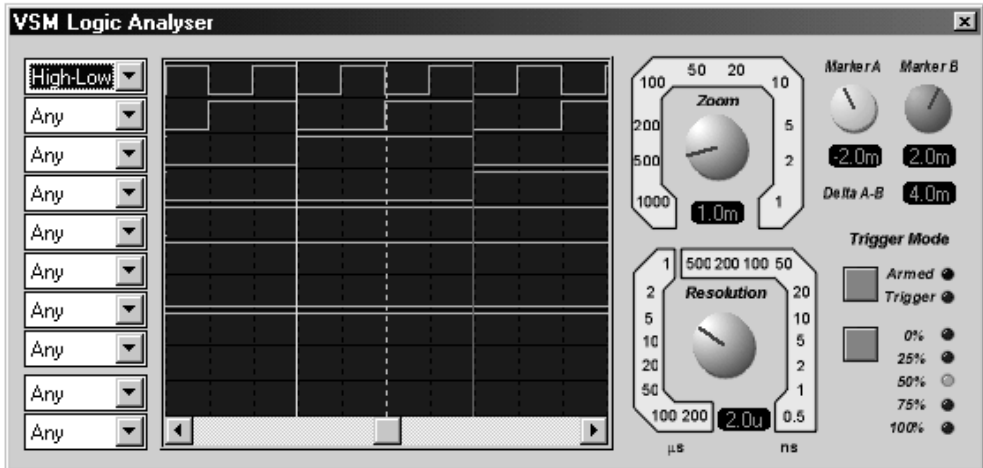 VSM Logic Analyser
High-Low
Any
Any
Any
Any
Any
Any
Any
Any
Any
50 20
100 10
Zoom
200 5
500 2
1000 1
1.0m
Marker A Marker B
-2.0m 2.0m
Delta A-B 4.0m
Trigger Mode
Armed
Trigger
0%
25%
50%
75%
100%
1 500 200 100 50
2 Resolution 20
5 10
10 5
20 2
50 1
100 200 2.0u 0.5
µs ns